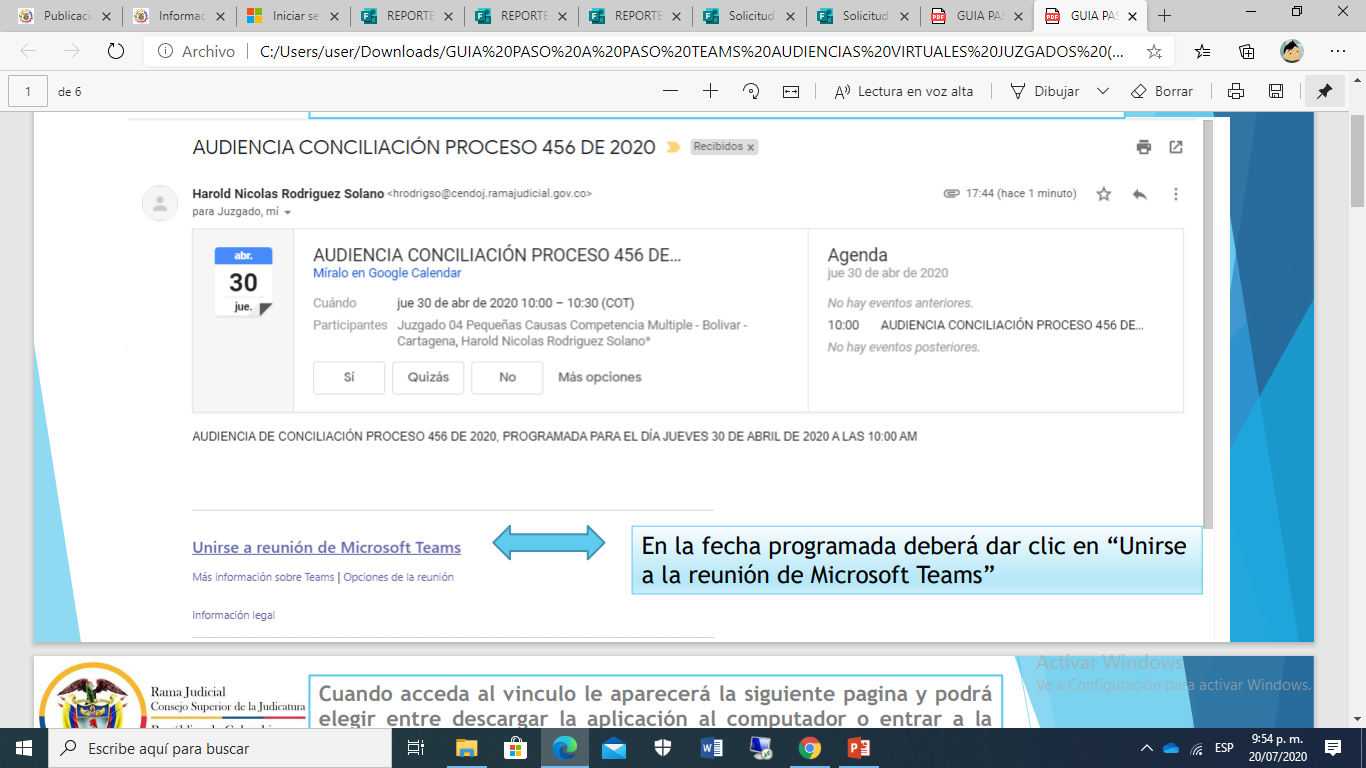 Publicaci
Informac
Iniciar se
REPORTE
REPORTE
REPORTE
Solicitud
Solicitud
GUIA PAS
GUIA PAS
Archivo
C:/Users/user/Downloads/GUIA%20PASO%20A%20PASO%20TEAMS%20AUDIENCIAS%20VIRTUALES%20JUZGADOS%20(...
1 de 6
Lectura en voz alta
Dibujar
Borrar
AUDIENCIA CONCILIACIÓN PROCESO 456 DE 2020
Recibidos x
Harold Nicolas Rodriguez Solano <hrodrigso@cendoj.ramajudicial.gov.co>
17:44 (hace 1 minuto)
para Juzgado, mí
abr.
30
jue.
AUDIENCIA CONCILIACIÓN PROCESO 456 DE...
Míralo en Google Calendar
Cuándo jue 30 de abr de 2020 10:00 – 10:30 (COT)
Participantes Juzgado 04 Pequeñas Causas Competencia Multiple - Bolivar -
Cartagena, Harold Nicolas Rodriguez Solano*
Sí
Quizás
No
Más opciones
Agenda
jue 30 de abr de 2020
No hay eventos anteriores.
10:00 AUDIENCIA CONCILIACIÓN PROCESO 456 DE...
No hay eventos posteriores.
AUDIENCIA DE CONCILIACIÓN PROCESO 456 DE 2020, PROGRAMADA PARA EL DÍA JUEVES 30 DE ABRIL DE 2020 A LAS 10:00 AM
Unirse a reunión de Microsoft Teams
Más información sobre Teams | Opciones de la reunión
Información legal
En la fecha programada deberá dar clic en “Unirse
a la reunión de Microsoft Teams”
Activar Windows
Ve a Configuración para activar Windows.
Rama Judicial
Consejo Superior de la Judicatura
Cuando acceda al vinculo le aparecerá la siguiente pagina y podrá
elegir entre descargar la aplicación al computador o entrar a la
Escribe aquí para buscar
ESP
9:54 p. m.
20/07/2020